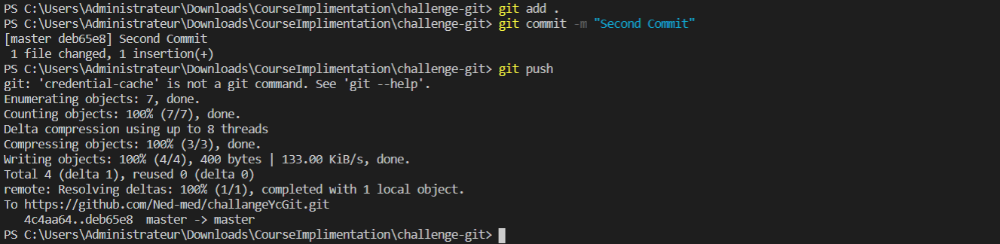 PS C:\Users\Administrateur\Downloads\CourseImplimentation\challenge-git> git add .
PS C:\Users\Administrateur\Downloads\CourseImplimentation\challenge-git> git commit -m "Second Commit"
[master deb65e8] Second Commit
 1 file changed, 1 insertion(+)
PS C:\Users\Administrateur\Downloads\CourseImplimentation\challenge-git> git push
git: 'credential-cache' is not a git command. See 'git --help'.
Enumerating objects: 7, done.
Counting objects: 100% (7/7), done.
Delta compression using up to 8 threads
Compressing objects: 100% (3/3), done.
Writing objects: 100% (4/4), 400 bytes | 133.00 KiB/s, done.
Total 4 (delta 1), reused 0 (delta 0)
remote: Resolving deltas: 100% (1/1), completed with 1 local object.
To https://github.com/Ned-med/challangeYcGit.git
   4c4aa64..deb65e8  master -> master
PS C:\Users\Administrateur\Downloads\CourseImplimentation\challenge-git>